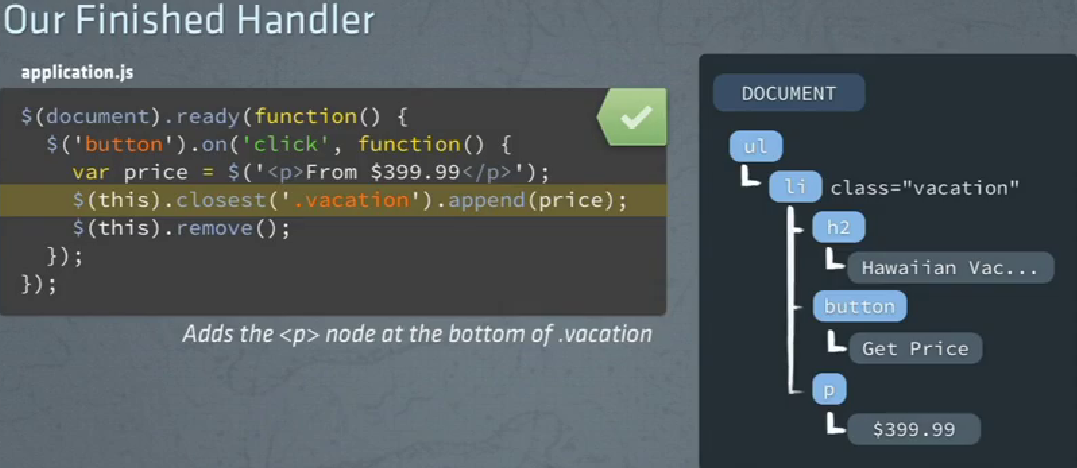 Our Finished Handler
application.js
$(document).ready(function() {
$('button').on('click', function() {
var price = $('<p>From $399.99</p>');
$(this).closest('.vacation').append(price);
$(this).remove();
});
});
Adds the <p> node at the bottom of .vacation
DOCUMENT
ul
li class="vacation"
h2
Hawaiian Vac...
button
Get Price
p
$399.99